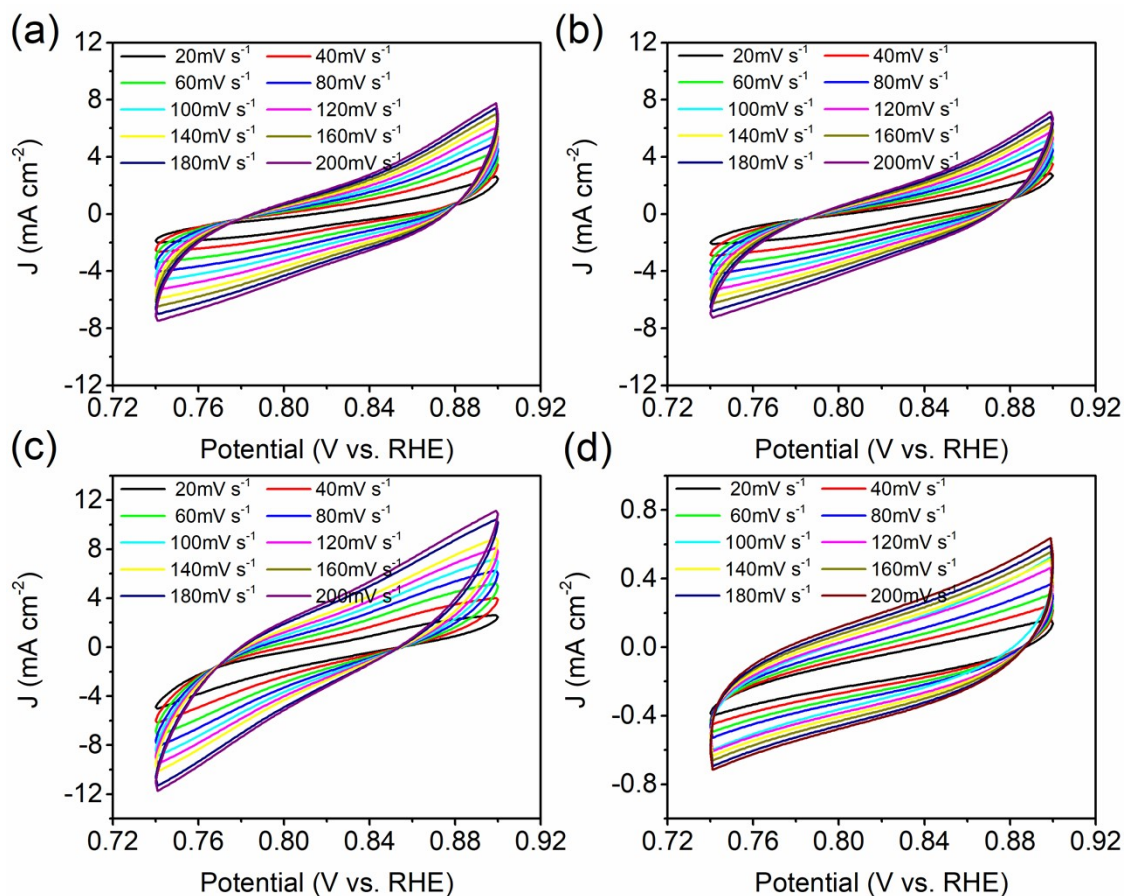 (a)
12
8
4
0
-4
-8
-12
J (mA cm⁻²)
20mV s⁻¹ 40mV s⁻¹
60mV s⁻¹ 80mV s⁻¹
100mV s⁻¹ 120mV s⁻¹
140mV s⁻¹ 160mV s⁻¹
180mV s⁻¹ 200mV s⁻¹
0.72 0.76 0.80 0.84 0.88 0.92
Potential (V vs. RHE)
(b)
12
8
4
0
-4
-8
-12
J (mA cm⁻²)
20mV s⁻¹ 40mV s⁻¹
60mV s⁻¹ 80mV s⁻¹
100mV s⁻¹ 120mV s⁻¹
140mV s⁻¹ 160mV s⁻¹
180mV s⁻¹ 200mV s⁻¹
0.72 0.76 0.80 0.84 0.88 0.92
Potential (V vs. RHE)
(c)
12
8
4
0
-4
-8
-12
J (mA cm⁻²)
20mV s⁻¹ 40mV s⁻¹
60mV s⁻¹ 80mV s⁻¹
100mV s⁻¹ 120mV s⁻¹
140mV s⁻¹ 160mV s⁻¹
180mV s⁻¹ 200mV s⁻¹
0.72 0.76 0.80 0.84 0.88 0.92
Potential (V vs. RHE)
(d)
0.8
0.4
0.0
-0.4
-0.8
J (mA cm⁻²)
20mV s⁻¹ 40mV s⁻¹
60mV s⁻¹ 80mV s⁻¹
100mV s⁻¹ 120mV s⁻¹
140mV s⁻¹ 160mV s⁻¹
180mV s⁻¹ 200mV s⁻¹
0.72 0.76 0.80 0.84 0.88 0.92
Potential (V vs. RHE)